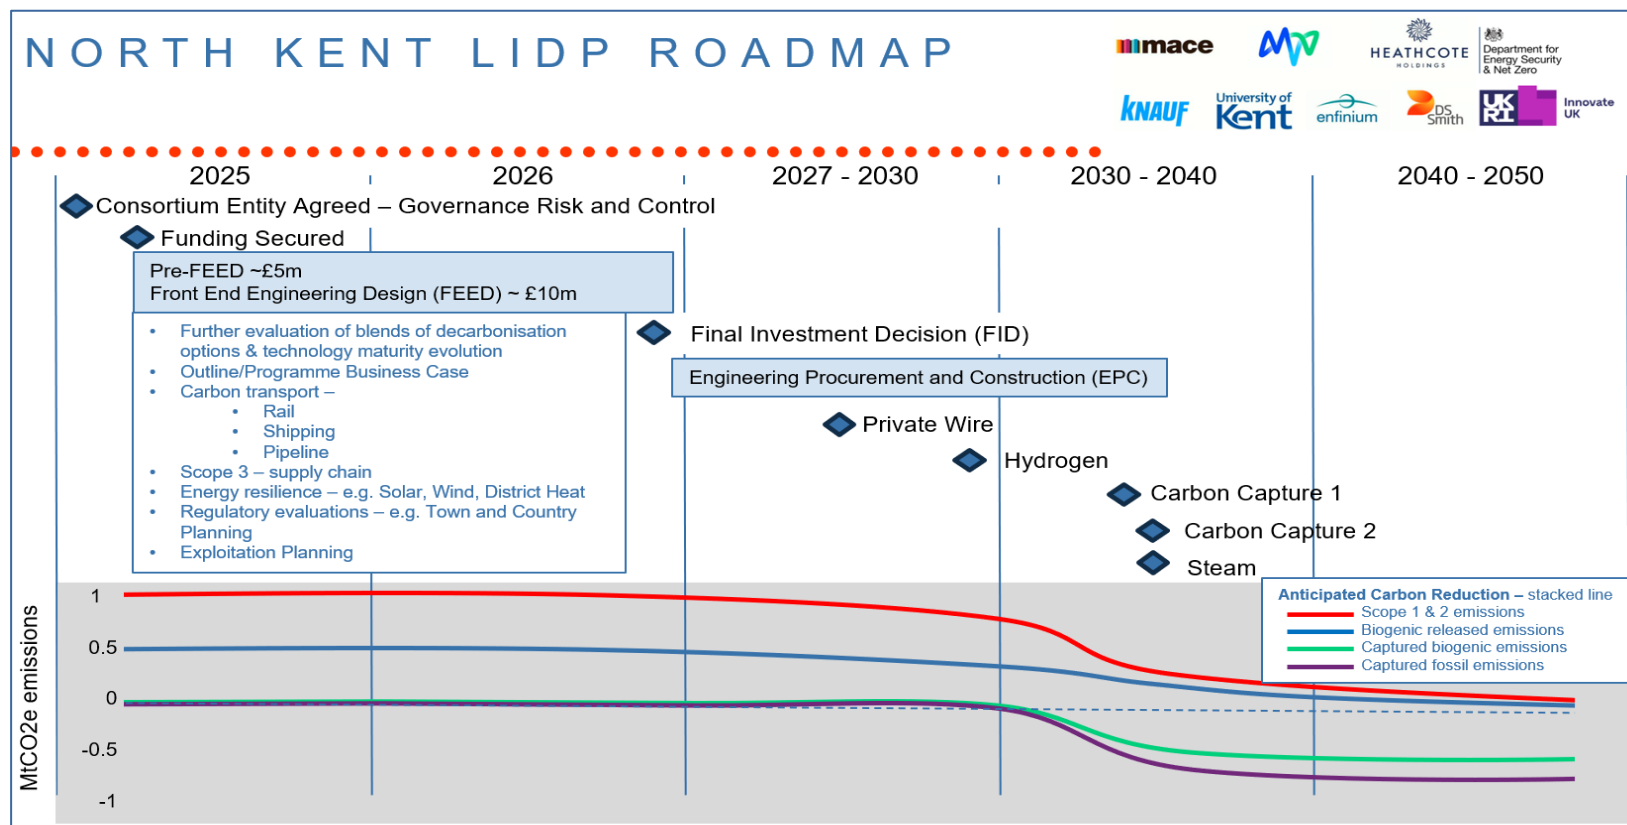 NORTH KENT LIDP ROADMAP
mace
MVV
HEATHCOTE
HOLDINGS
Department for
Energy Security
& Net Zero
KNAUF
University of
Kent
enfinium
DS
Smith
UK
RI
Innovate
UK
2025
2026
2027 - 2030
2030 - 2040
2040 - 2050
Consortium Entity Agreed – Governance Risk and Control
Funding Secured
Pre-FEED ~£5m
Front End Engineering Design (FEED) ~ £10m
• Further evaluation of blends of decarbonisation
options & technology maturity evolution
• Outline/Programme Business Case
• Carbon transport –
• Rail
• Shipping
• Pipeline
• Scope 3 – supply chain
• Energy resilience – e.g. Solar, Wind, District Heat
• Regulatory evaluations – e.g. Town and Country
Planning
• Exploitation Planning
Final Investment Decision (FID)
Engineering Procurement and Construction (EPC)
Private Wire
Hydrogen
Carbon Capture 1
Carbon Capture 2
Steam
MtCO2e emissions
1
0.5
0
-0.5
-1
Anticipated Carbon Reduction – stacked line
Scope 1 & 2 emissions
Biogenic released emissions
Captured biogenic emissions
Captured fossil emissions